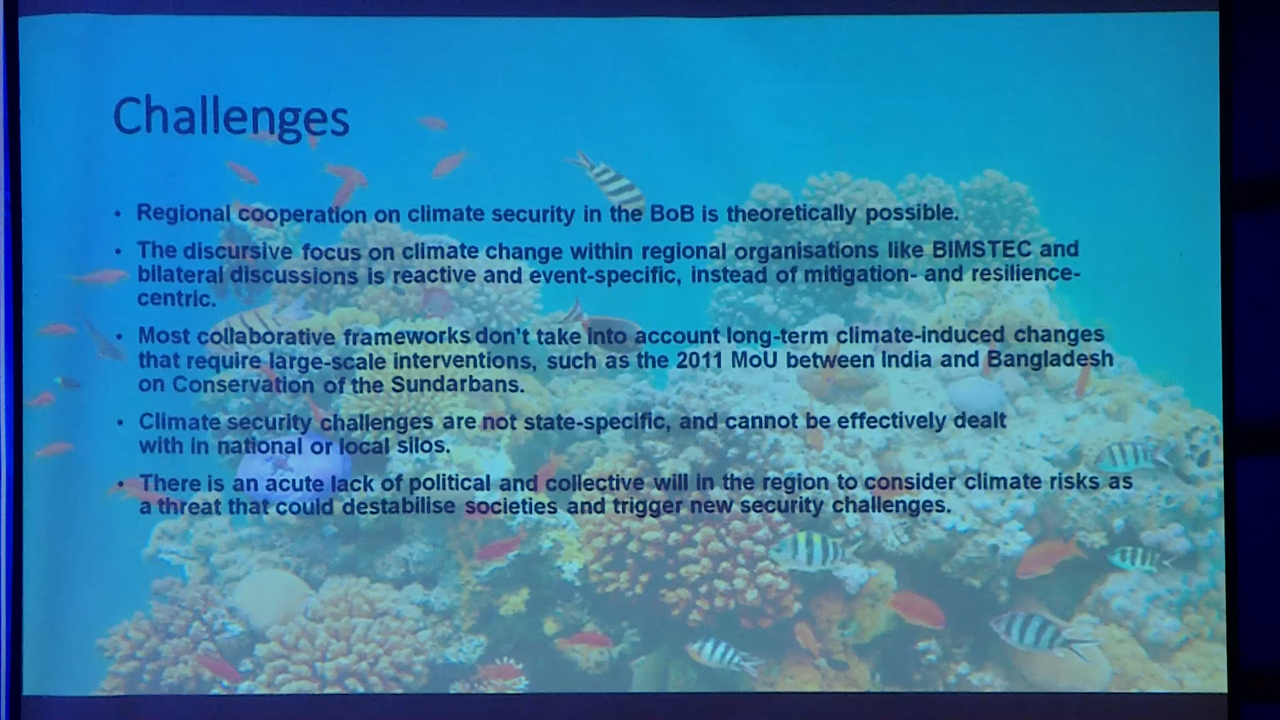 Challenges
• Regional cooperation on climate security in the BoB is theoretically possible.
• The discursive focus on climate change within regional organisations like BIMSTEC and
bilateral discussions is reactive and event-specific, instead of mitigation- and resilience-
centric.
• Most collaborative frameworks don't take into account long-term climate-induced changes
that require large-scale interventions, such as the 2011 MoU between India and Bangladesh
on Conservation of the Sundarbans.
• Climate security challenges are not state-specific, and cannot be effectively dealt
with in national or local silos.
• There is an acute lack of political and collective will in the region to consider climate risks as
a threat that could destabilise societies and trigger new security challenges.